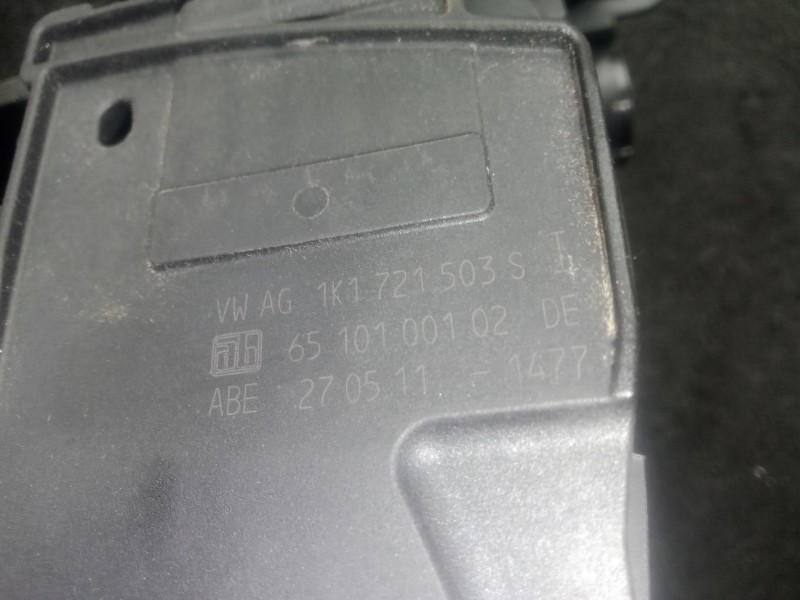 VW AG 1K1 721 503 S
65 101 001 02 DE
ABE 27 05 11 - 1477